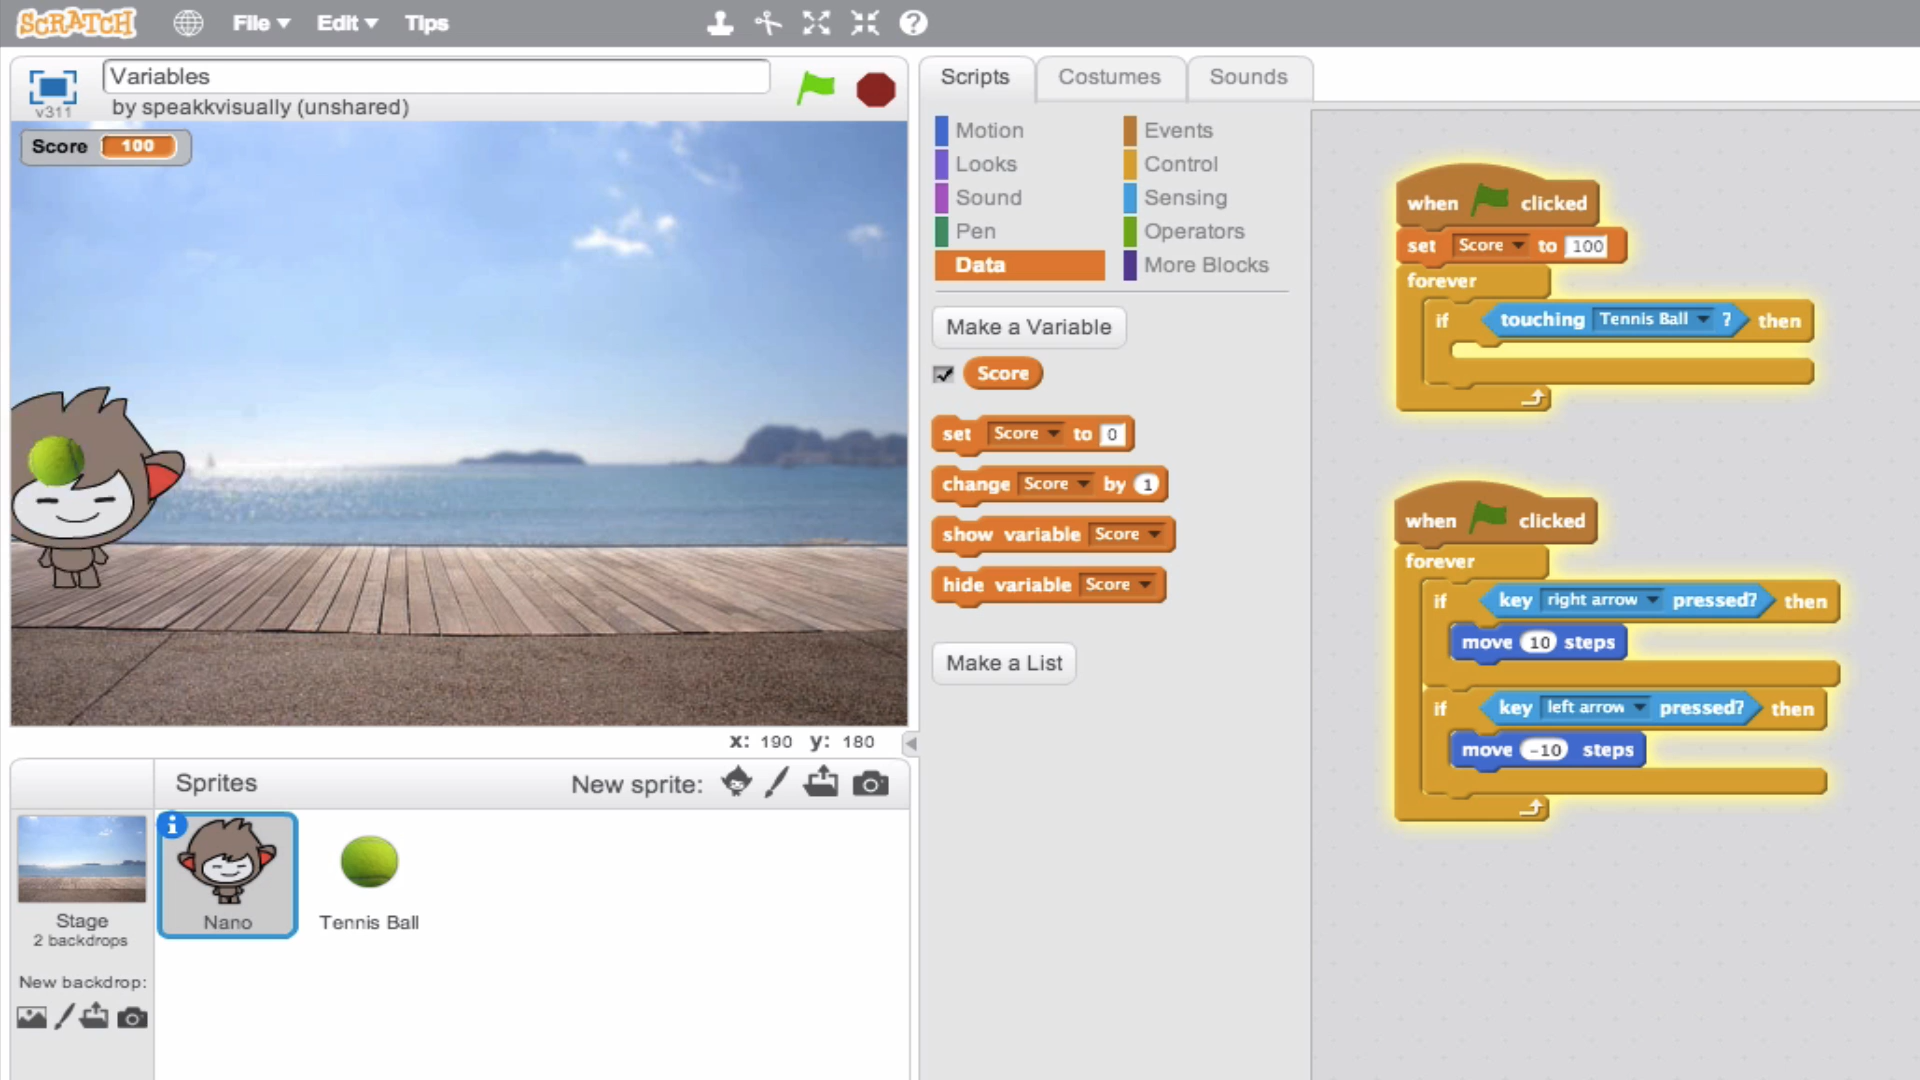 SCRATCH File Edit Tips
Variables
v311
by speakkvisually (unshared)
Score 100
x: 190 y: 180
Sprites New sprite:
Stage
2 backdrops
New backdrop:
Nano
Tennis Ball
Scripts Costumes Sounds
Motion Events
Looks Control
Sound Sensing
Pen Operators
Data More Blocks
Make a Variable
Score
set Score to 0
change Score by 1
show variable Score
hide variable Score
Make a List
when clicked
set Score to 100
forever
if touching Tennis Ball ? then
when clicked
forever
if key right arrow pressed? then
move 10 steps
if key left arrow pressed? then
move -10 steps